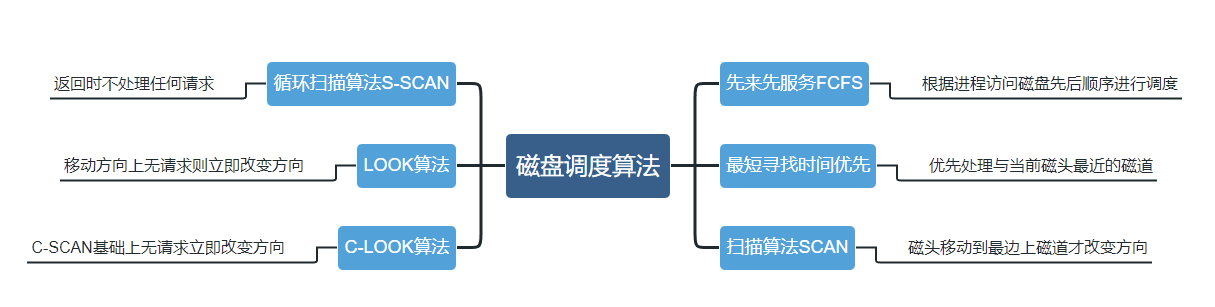 磁盘调度算法
先来先服务FCFS
根据进程访问磁盘先后顺序进行调度
最短寻找时间优先
优先处理与当前磁头最近的磁道
扫描算法SCAN
磁头移动到最边上磁道才改变方向
循环扫描算法S-SCAN
返回时不处理任何请求
LOOK算法
移动方向上无请求则立即改变方向
C-LOOK算法
C-SCAN基础上无请求立即改变方向